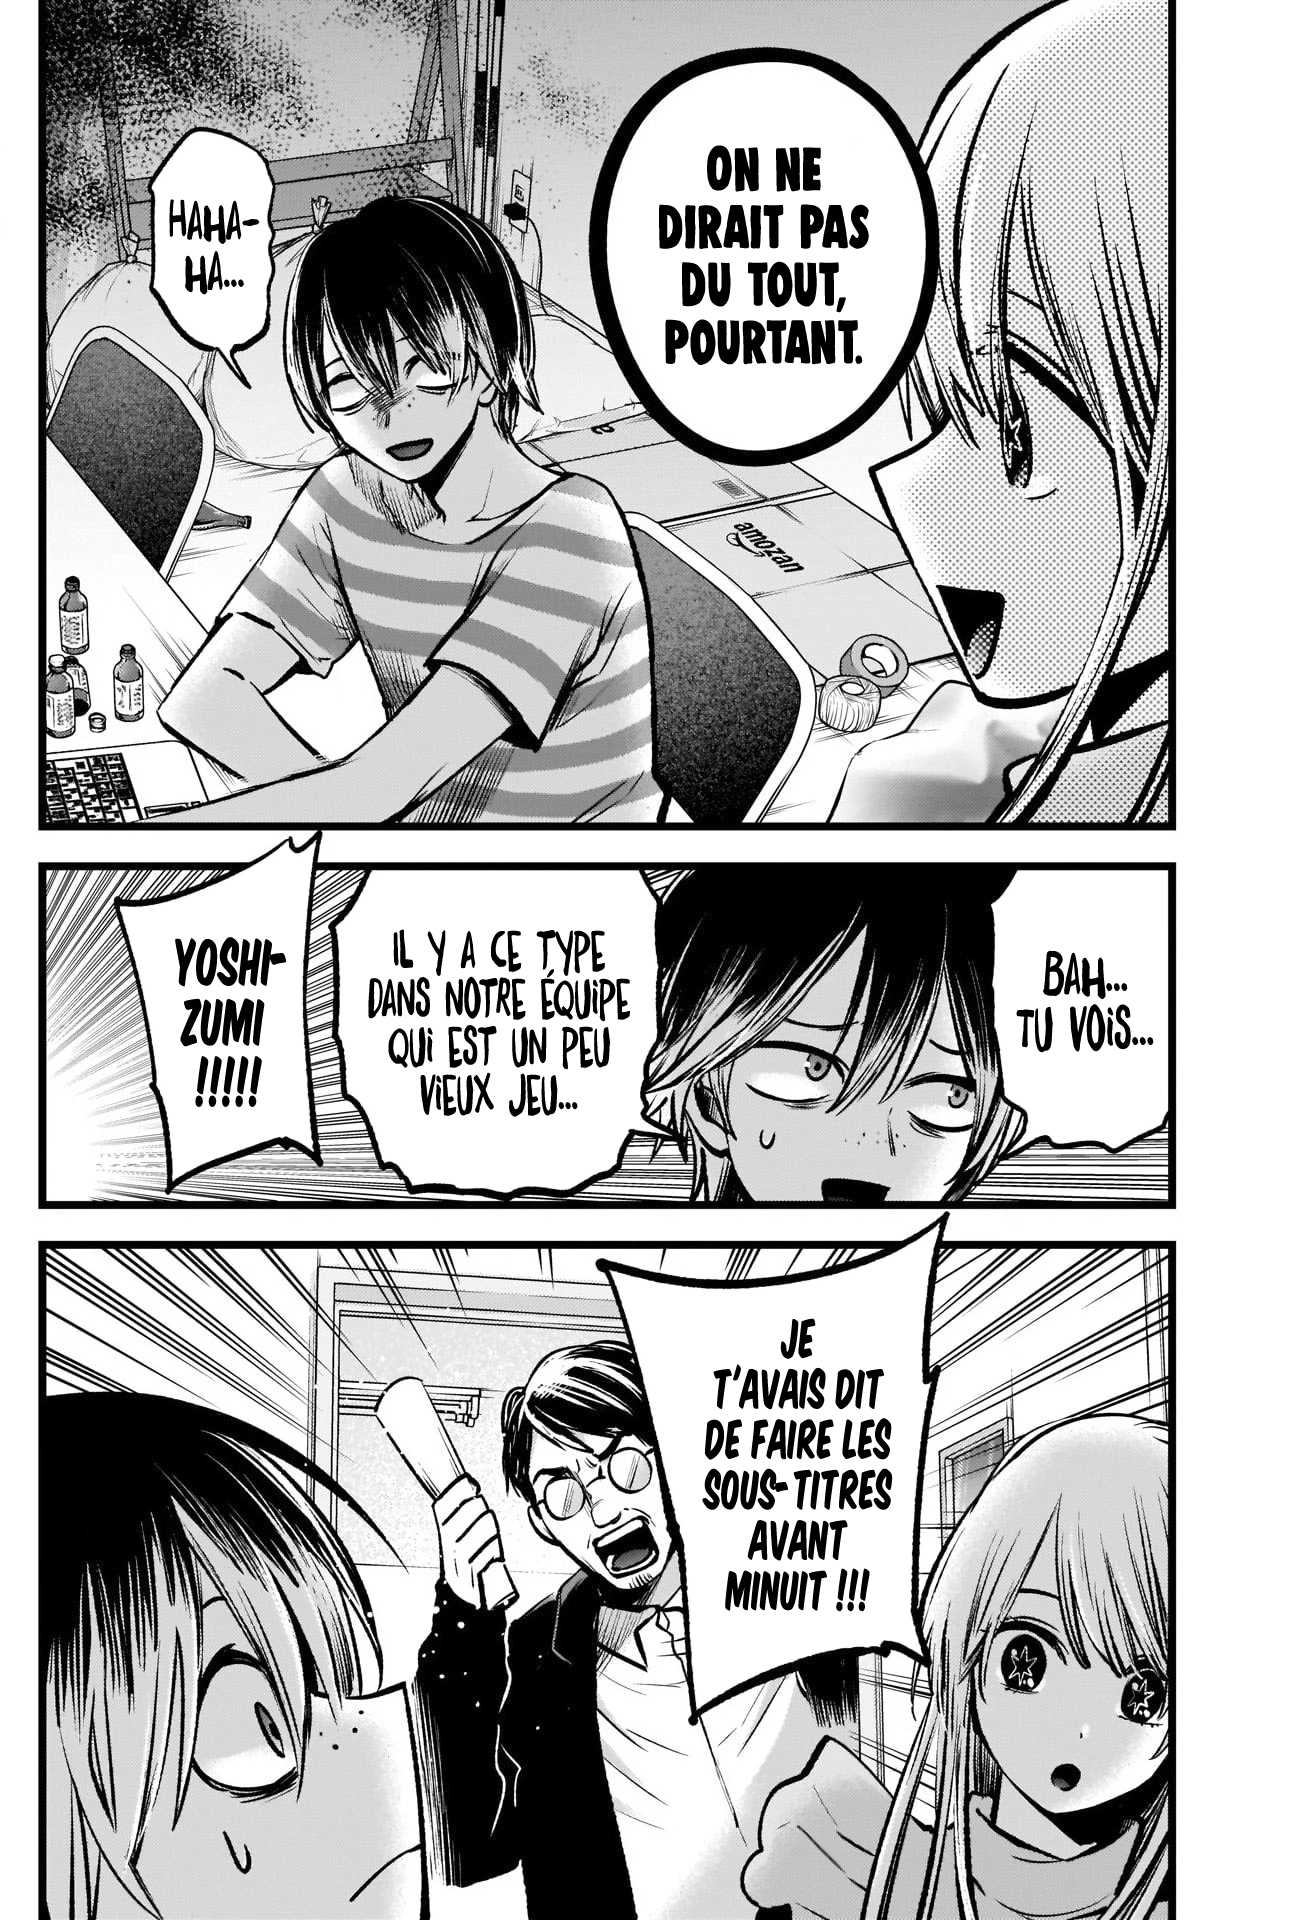 ON NE
DIRAIT PAS
DU TOUT,
POURTANT.
HAHA-
HA...
amozan
BAH...
TU VOIS...
IL Y A CE TYPE
DANS NOTRE ÉQUIPE
QUI EST UN PEU
VIEUX JEU...
YOSHI-
ZUMI
!!!!!
JE
T'AVAIS DIT
DE FAIRE LES
SOUS-TITRES
AVANT
MINUIT !!!